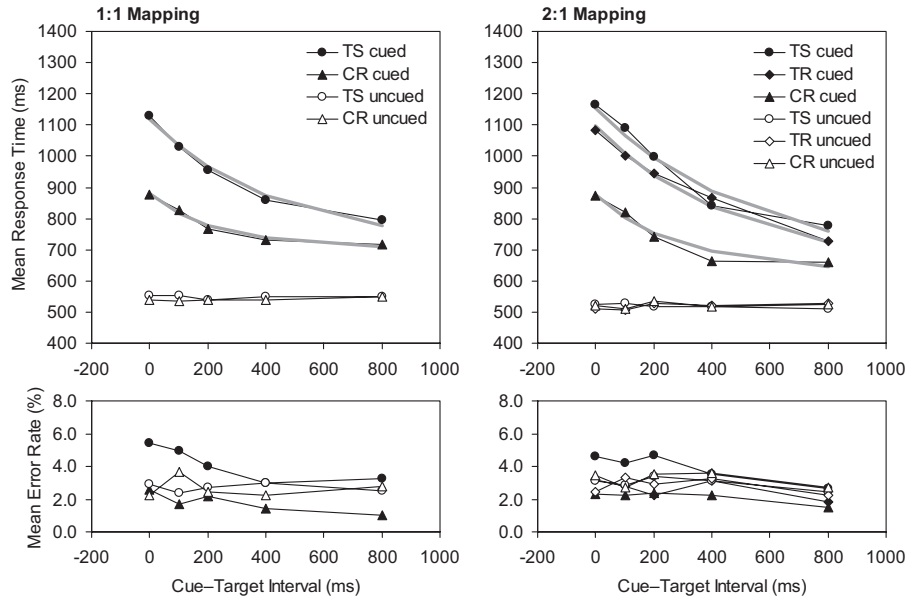 1:1 Mapping
1400
1300
1200
1100
1000
900
800
700
600
500
400
-200 0 200 400 600 800 1000
Mean Response Time (ms)
TS cued
CR cued
TS uncued
CR uncued
2:1 Mapping
1400
1300
1200
1100
1000
900
800
700
600
500
400
-200 0 200 400 600 800 1000
TS cued
TR cued
CR cued
TS uncued
TR uncued
CR uncued
8.0
6.0
4.0
2.0
0.0
-200 0 200 400 600 800 1000
Mean Error Rate (%)
Cue–Target Interval (ms)
8.0
6.0
4.0
2.0
0.0
-200 0 200 400 600 800 1000
Cue–Target Interval (ms)